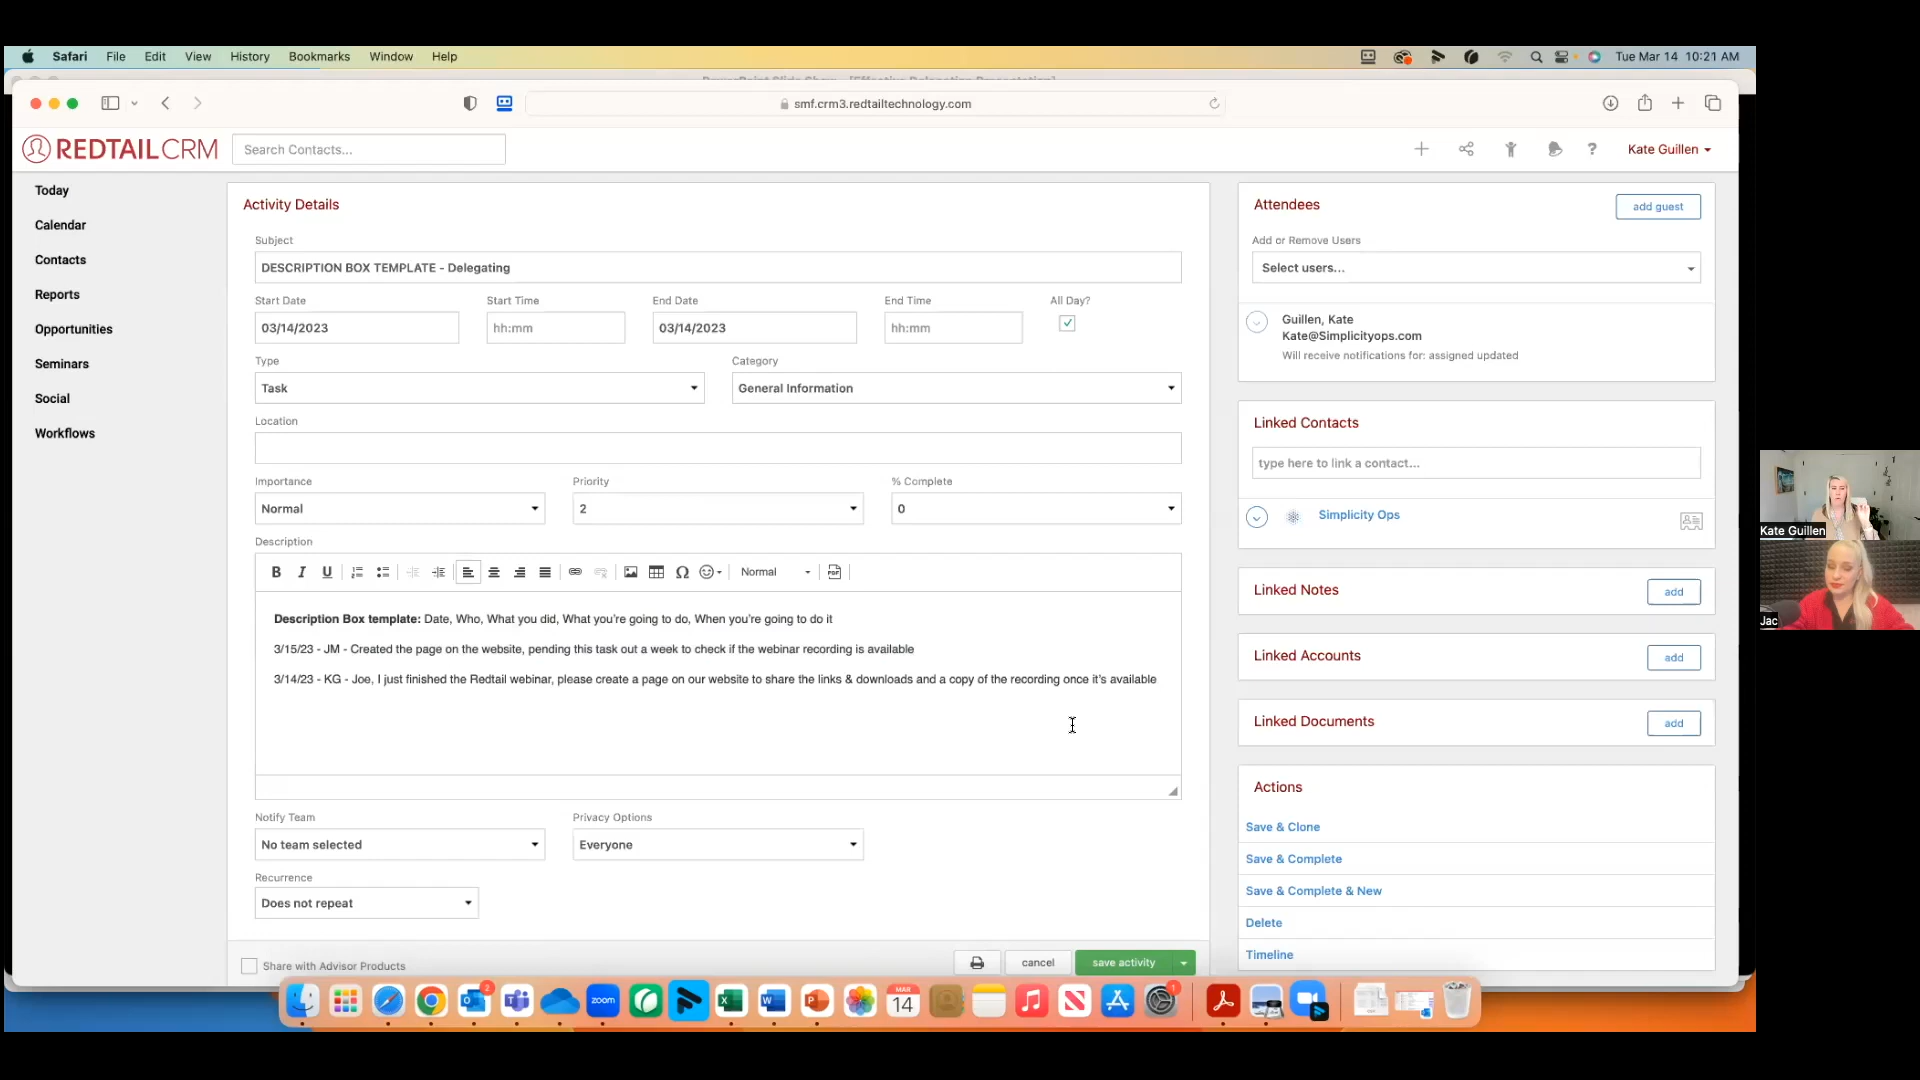 Safari File Edit View History Bookmarks Window Help Tue Mar 14 10:21 AM
smf.crm3.redtailtechnology.com
REDTAILCRM Search Contacts... ? Kate Guillen
Today
Calendar
Contacts
Reports
Opportunities
Seminars
Social
Workflows
Activity Details
Subject
DESCRIPTION BOX TEMPLATE - Delegating
Start Date Start Time End Date End Time All Day?
03/14/2023 hh:mm 03/14/2023 hh:mm
Type Category
Task General Information
Location
Importance Priority % Complete
Normal 2 0
Description
B I U Ω Normal PDF
Description Box template: Date, Who, What you did, What you're going to do, When you're going to do it
3/15/23 - JM - Created the page on the website, pending this task out a week to check if the webinar recording is available
3/14/23 - KG - Joe, I just finished the Redtail webinar, please create a page on our website to share the links & downloads and a copy of the recording once it's available
Notify Team Privacy Options
No team selected Everyone
Recurrence
Does not repeat
Share with Advisor Products cancel save activity
Attendees add guest
Add or Remove Users
Select users...
Guillen, Kate
Kate@Simplicityops.com
Will receive notifications for: assigned updated
Linked Contacts
type here to link a contact...
Simplicity Ops
Linked Notes add
Linked Accounts add
Linked Documents add
Actions
Save & Clone
Save & Complete
Save & Complete & New
Delete
Timeline
Kate Guillen
Jac
2 zoom MAR 14 1